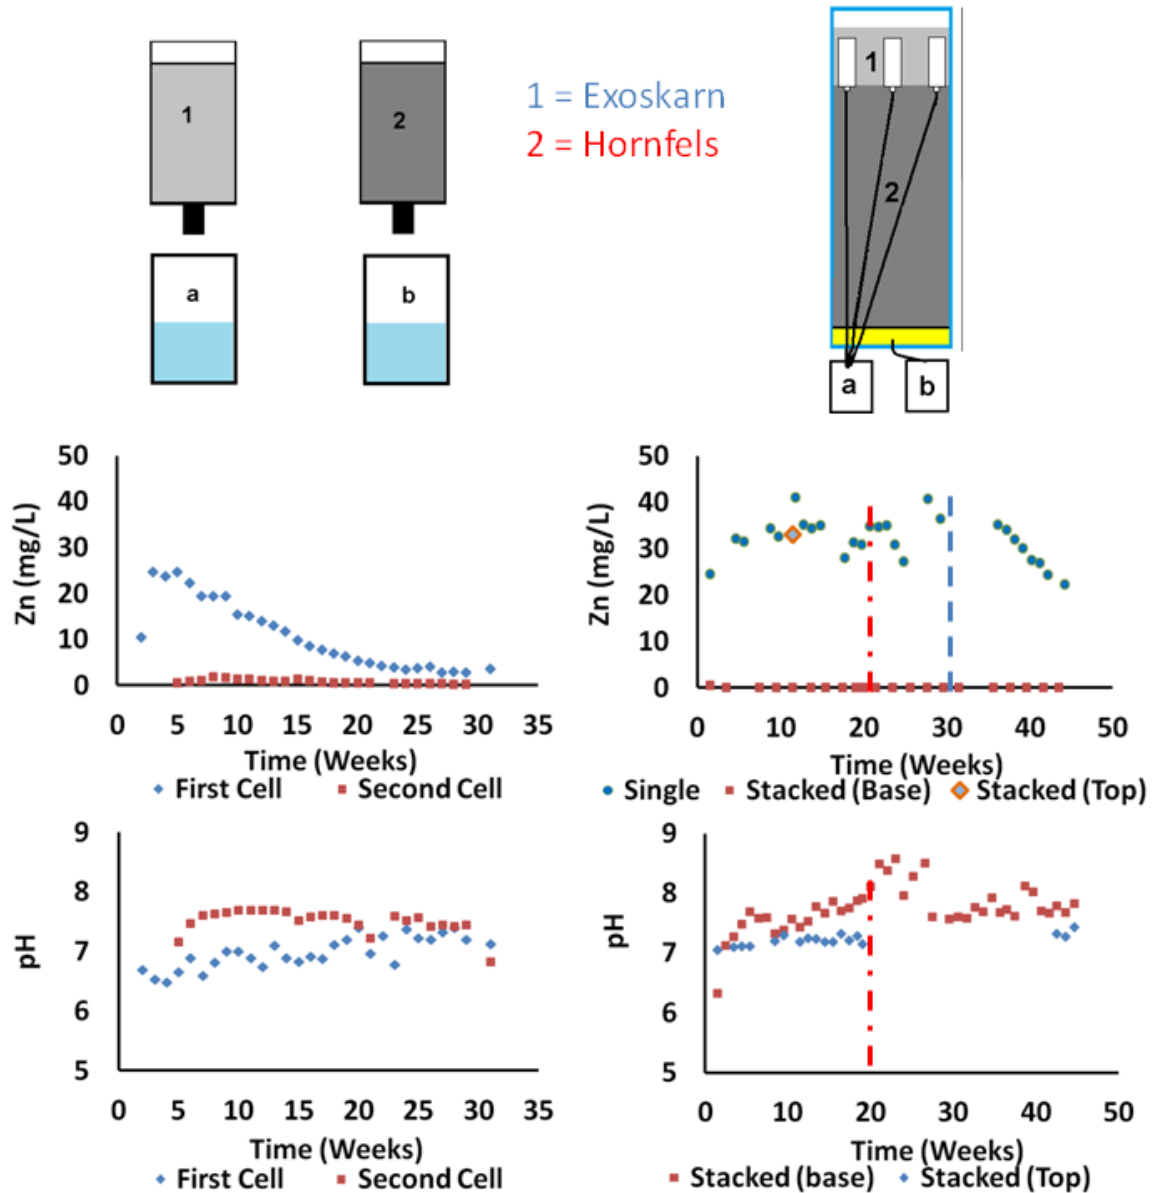 1
2
a
b
1 = Exoskarn
2 = Hornfels
1
2
a
b
Zn (mg/L)
50
40
30
20
10
0
0 5 10 15 20 25 30 35
Time (Weeks)
First Cell Second Cell
Zn (mg/L)
50
40
30
20
10
0
0 10 20 30 40 50
Time (Weeks)
Single Stacked (Base) Stacked (Top)
pH
9
8
7
6
5
0 5 10 15 20 25 30 35
Time (Weeks)
First Cell Second Cell
pH
9
8
7
6
5
0 10 20 30 40 50
Time (Weeks)
Stacked (base) Stacked (Top)